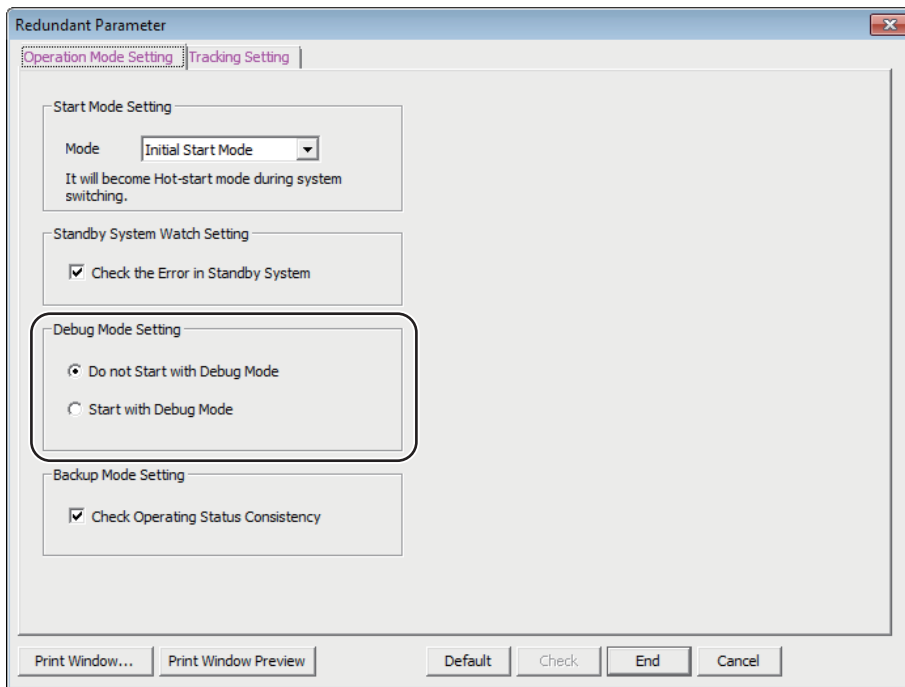 Redundant Parameter
Operation Mode Setting
Tracking Setting
Start Mode Setting
Mode
Initial Start Mode
It will become Hot-start mode during system
switching.
Standby System Watch Setting
Check the Error in Standby System
Debug Mode Setting
Do not Start with Debug Mode
Start with Debug Mode
Backup Mode Setting
Check Operating Status Consistency
Print Window...
Print Window Preview
Default
Check
End
Cancel